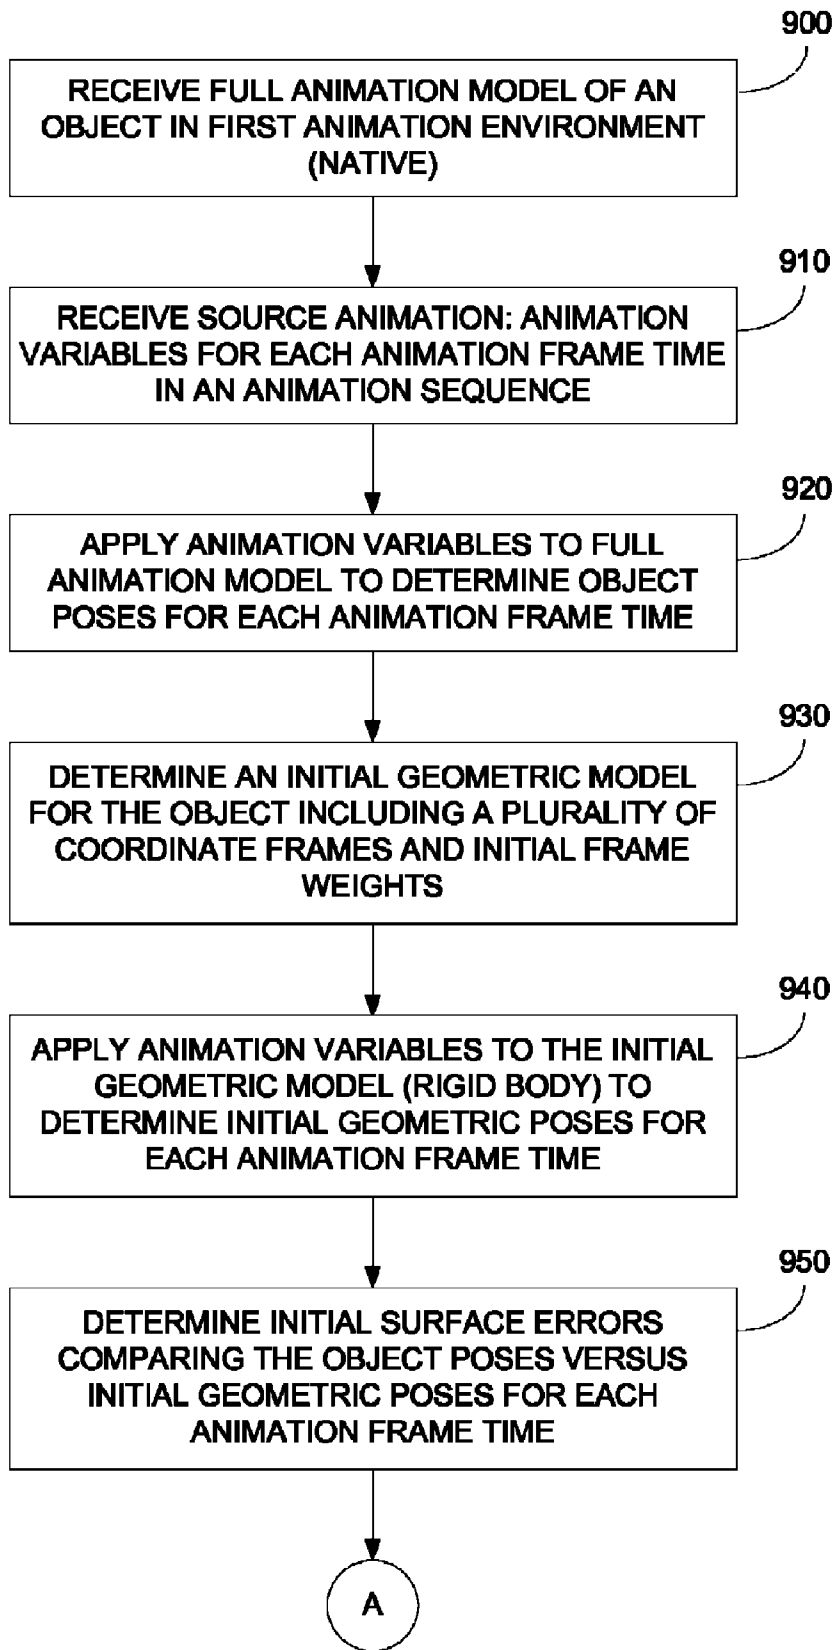 900
RECEIVE FULL ANIMATION MODEL OF AN
OBJECT IN FIRST ANIMATION ENVIRONMENT
(NATIVE)
910
RECEIVE SOURCE ANIMATION: ANIMATION
VARIABLES FOR EACH ANIMATION FRAME TIME
IN AN ANIMATION SEQUENCE
920
APPLY ANIMATION VARIABLES TO FULL
ANIMATION MODEL TO DETERMINE OBJECT
POSES FOR EACH ANIMATION FRAME TIME
930
DETERMINE AN INITIAL GEOMETRIC MODEL
FOR THE OBJECT INCLUDING A PLURALITY OF
COORDINATE FRAMES AND INITIAL FRAME
WEIGHTS
940
APPLY ANIMATION VARIABLES TO THE INITIAL
GEOMETRIC MODEL (RIGID BODY) TO
DETERMINE INITIAL GEOMETRIC POSES FOR
EACH ANIMATION FRAME TIME
950
DETERMINE INITIAL SURFACE ERRORS
COMPARING THE OBJECT POSES VERSUS
INITIAL GEOMETRIC POSES FOR EACH
ANIMATION FRAME TIME
A